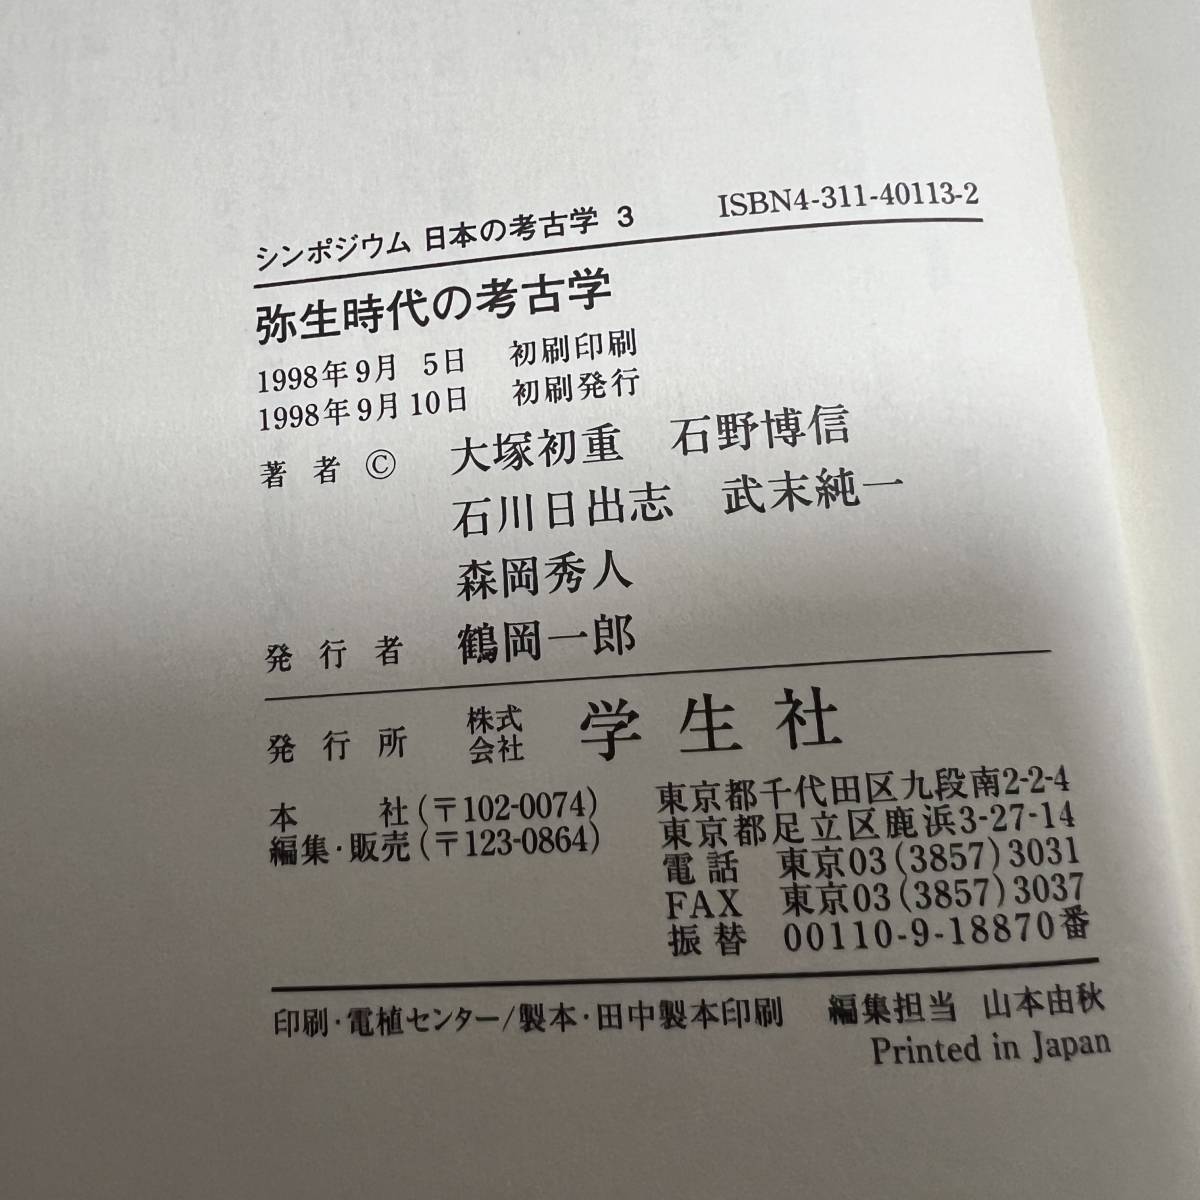 シンポジウム 日本の考古学 3　ISBN4-311-40113-2
弥生時代の考古学
1998年9月 5日　初刷印刷
1998年9月10日　初刷発行
著者©　大塚初重　石野博信
石川日出志　武末純一
森岡秀人
発行者　鶴岡一郎
発行所　株式会社　学生社
本社(〒102-0074)　東京都千代田区九段南2-2-4
編集・販売(〒123-0864)　東京都足立区鹿浜3-27-14
電話　東京03(3857)3031
FAX　東京03(3857)3037
振替　00110-9-18870番
印刷・電植センター/製本・田中製本印刷　編集担当　山本由秋
Printed in Japan